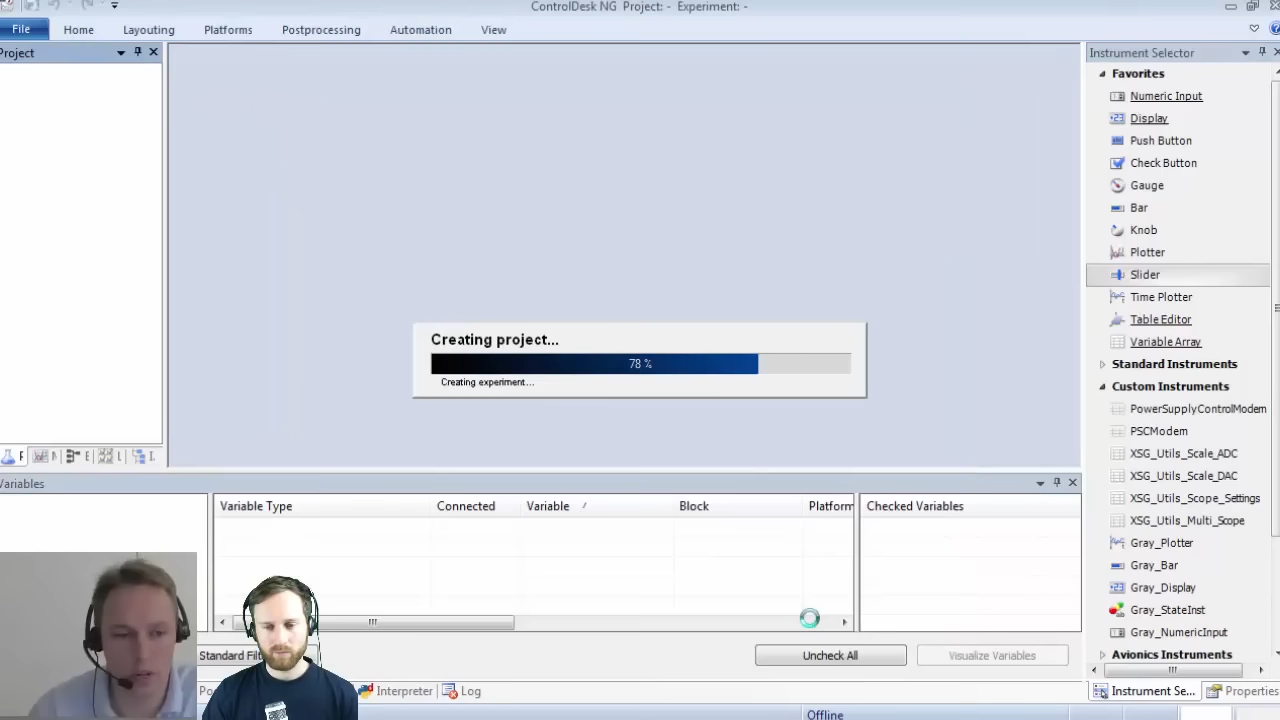 ControlDesk NG Project: - Experiment: -
File Home Layouting Platforms Postprocessing Automation View
Project
Instrument Selector
Favorites
Numeric Input
Display
Push Button
Check Button
Gauge
Bar
Knob
Plotter
Slider
Time Plotter
Table Editor
Variable Array
Standard Instruments
Custom Instruments
PowerSupplyControlModem
PSCModem
XSG_Utils_Scale_ADC
XSG_Utils_Scale_DAC
XSG_Utils_Scope_Settings
XSG_Utils_Multi_Scope
Gray_Plotter
Gray_Bar
Gray_Display
Gray_StateInst
Gray_NumericInput
Avionics Instruments
Creating project...
78 %
Creating experiment...
Variables
Variable Type Connected Variable Block Platform Checked Variables
Standard
Uncheck All Visualize Variables
Interpreter Log
Instrument Se... Properties
Offline